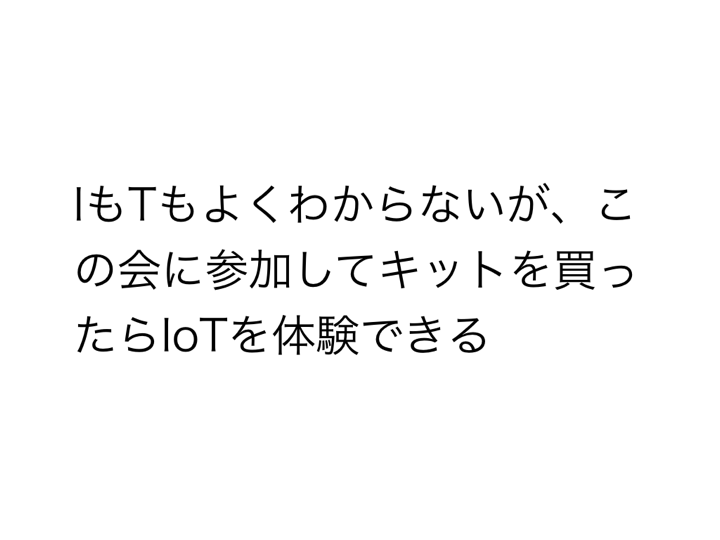 IもTもよくわからないが、こ
の会に参加してキットを買っ
たらIoTを体験できる